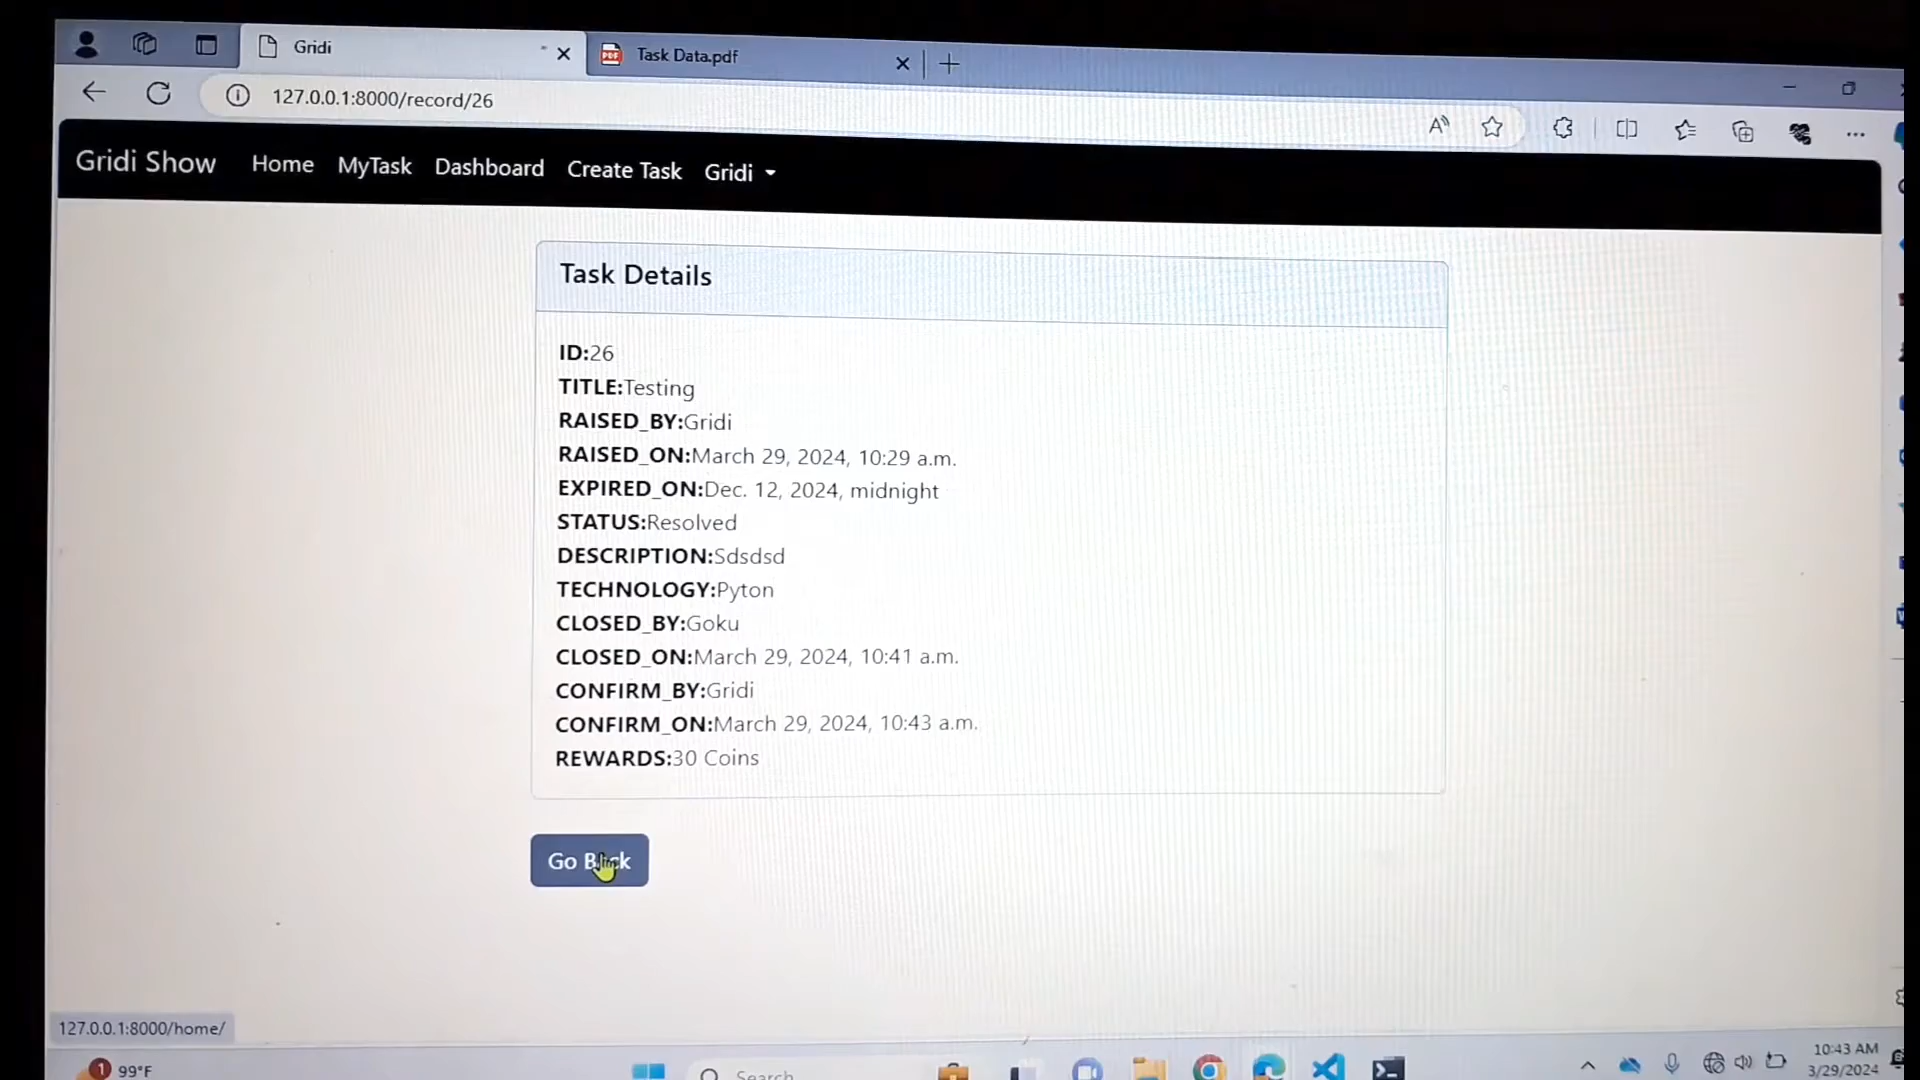 Gridi
Task Data.pdf
127.0.0.1:8000/record/26
Gridi Show
Home
MyTask
Dashboard
Create Task
Gridi
Task Details
ID:26
TITLE:Testing
RAISED_BY:Gridi
RAISED_ON:March 29, 2024, 10:29 a.m.
EXPIRED_ON:Dec. 12, 2024, midnight
STATUS:Resolved
DESCRIPTION:Sdsdsd
TECHNOLOGY:Pyton
CLOSED_BY:Goku
CLOSED_ON:March 29, 2024, 10:41 a.m.
CONFIRM_BY:Gridi
CONFIRM_ON:March 29, 2024, 10:43 a.m.
REWARDS:30 Coins
Go Back
127.0.0.1:8000/home/
1
99°F
Search
10:43 AM
3/29/2024